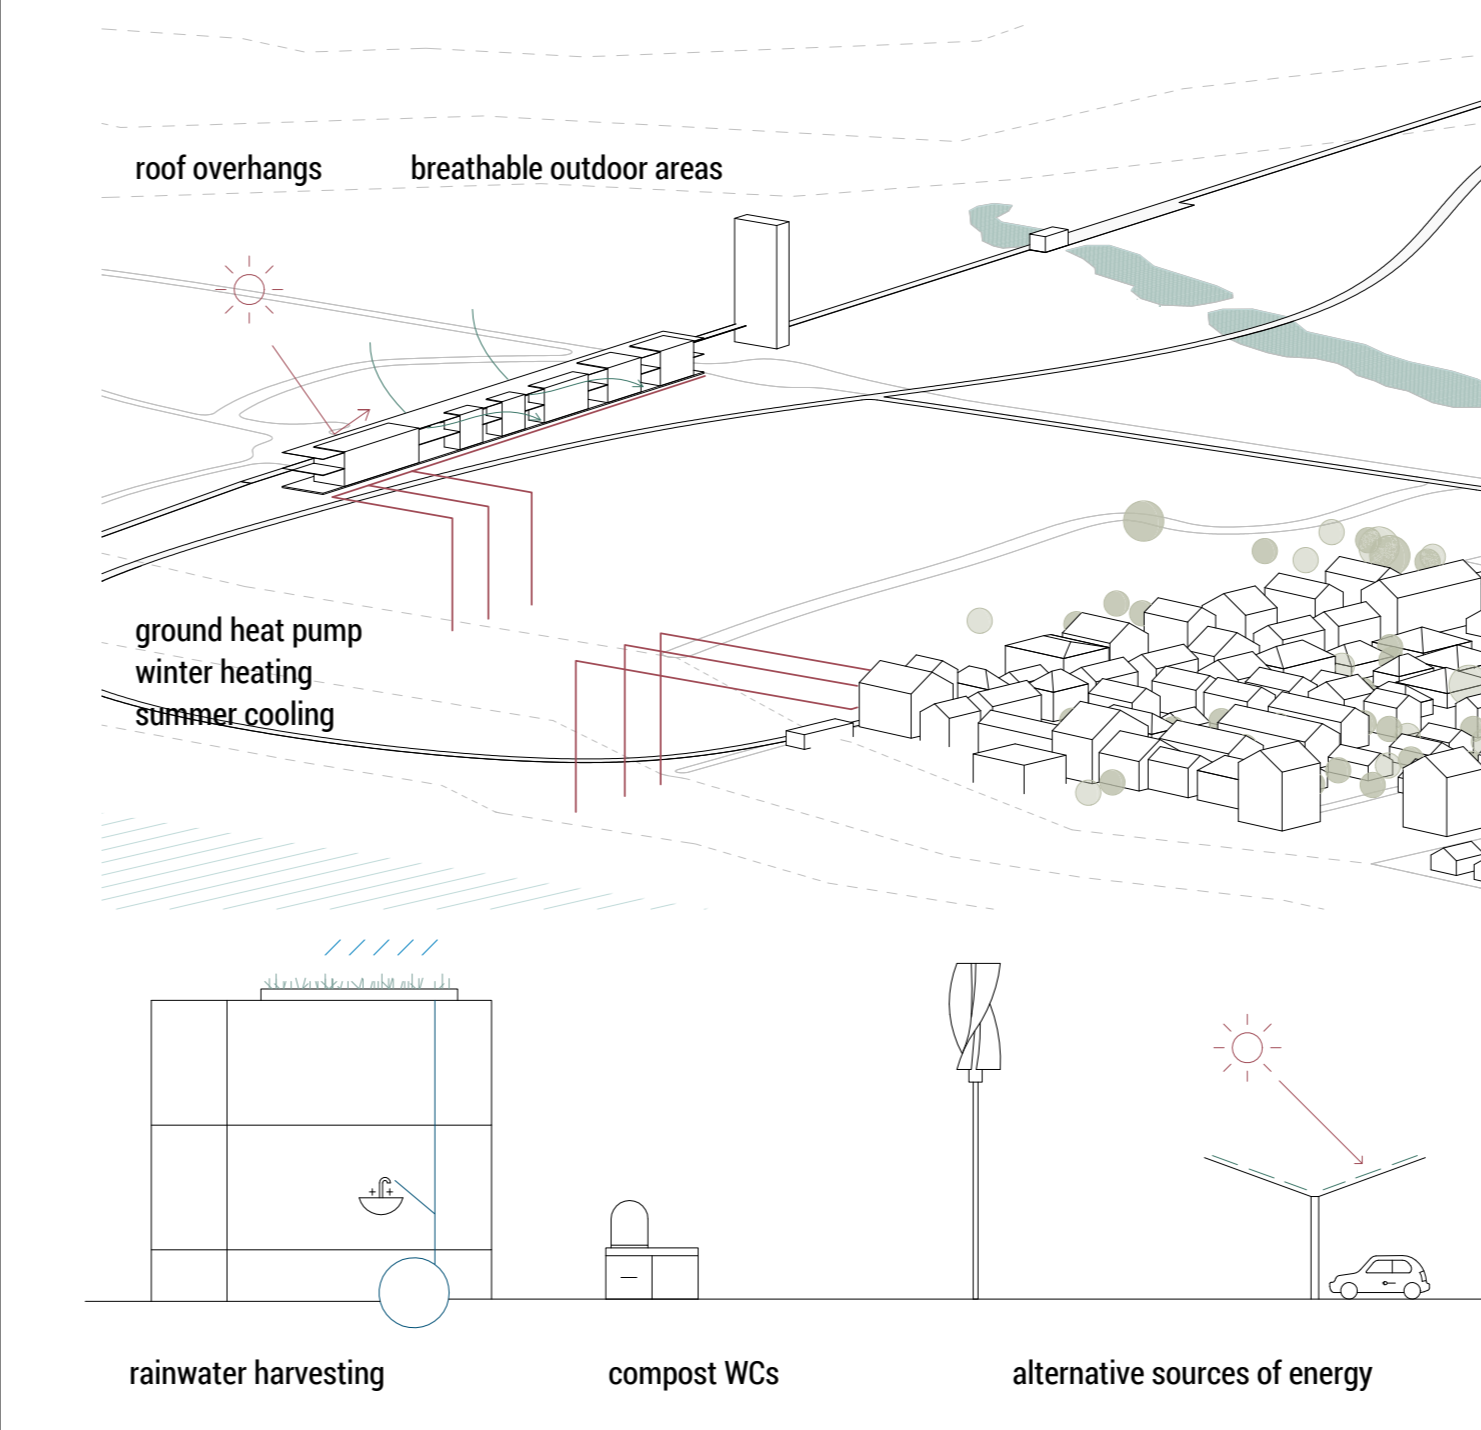 roof overhangs
breathable outdoor areas
ground heat pump
winter heating
summer cooling
rainwater harvesting
compost WCs
alternative sources of energy